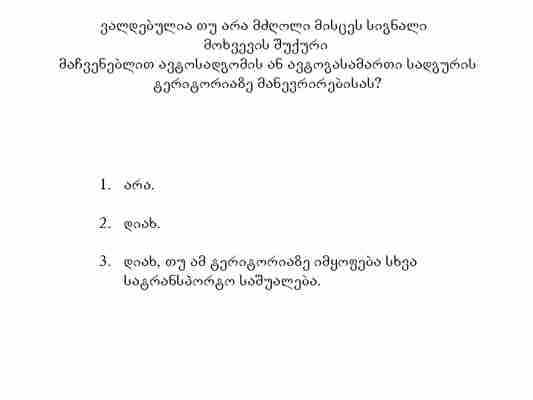 ვალდებულია თუ არა მძღოლი მისცეს სიგნალი
მოხვევის შუქური
მაჩვენებლით ავტოსადგომის ან ავტოგასამართი სადგურის
ტერიტორიაზე მანევრირებისას?
1. არა.
2. დიახ.
3. დიახ, თუ ამ ტერიტორიაზე იმყოფება სხვა
სატრანსპორტო საშუალება.